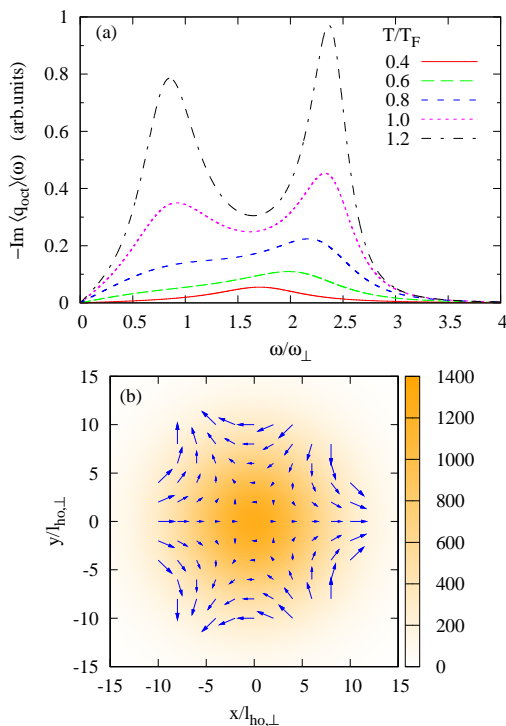 (a)
T/T_F
0.4
0.6
0.8
1.0
1.2
1
0.8
0.6
0.4
0.2
0
−Im ⟨q_oct⟩(ω) (arb.units)
0 0.5 1 1.5 2 2.5 3 3.5 4
ω/ω_⊥
(b)
15
10
5
0
-5
-10
-15
y/l_ho,⊥
-15 -10 -5 0 5 10 15
x/l_ho,⊥
1400
1200
1000
800
600
400
200
0